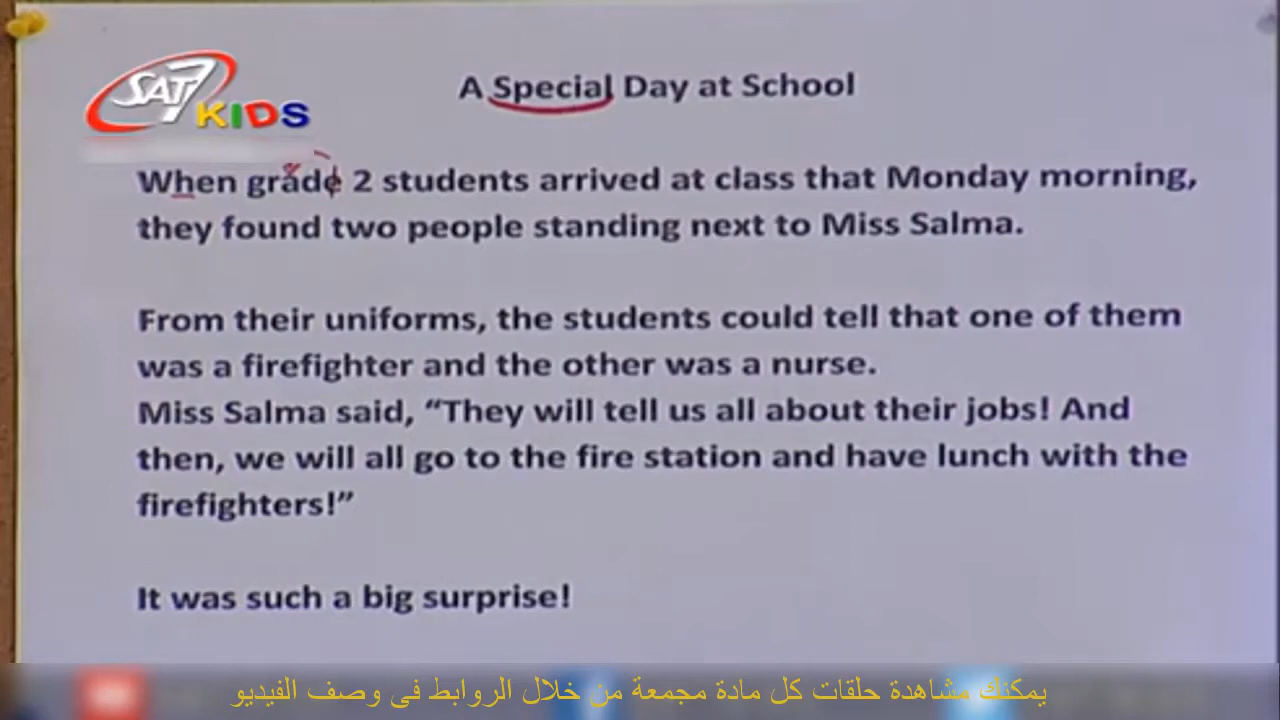 SAT7
KIDS
A Special Day at School
When grade 2 students arrived at class that Monday morning,
they found two people standing next to Miss Salma.
From their uniforms, the students could tell that one of them
was a firefighter and the other was a nurse.
Miss Salma said, “They will tell us all about their jobs! And
then, we will all go to the fire station and have lunch with the
firefighters!”
It was such a big surprise!
يمكنك مشاهدة حلقات كل مادة مجمعة من خلال الروابط فى وصف الفيديو